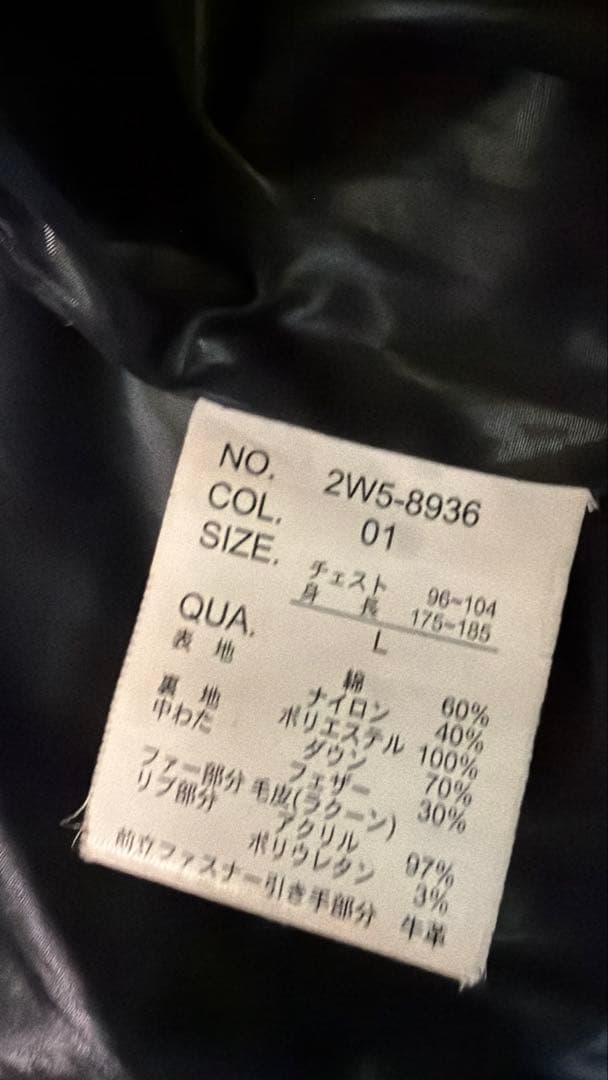 NO. 2W5-8936
COL. 01
SIZE. チェスト 96~104
身長 175~185
L
QUA.
表地 綿 60%
ナイロン 40%
裏地 ポリエステル 100%
中わた ダウン 70%
フェザー 30%
ファー部分 毛皮(ラクーン)
リブ部分 アクリル 97%
ポリウレタン 3%
前立ファスナー引き手部分 牛革